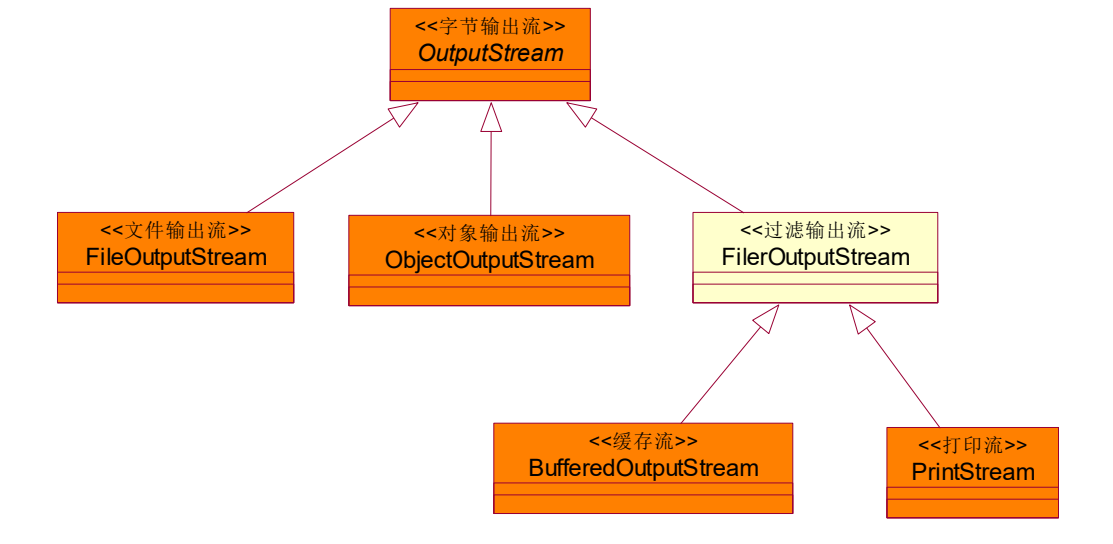 <<字节输出流>>
OutputStream
<<文件输出流>>
FileOutputStream
<<对象输出流>>
ObjectOutputStream
<<过滤输出流>>
FilerOutputStream
<<缓存流>>
BufferedOutputStream
<<打印流>>
PrintStream